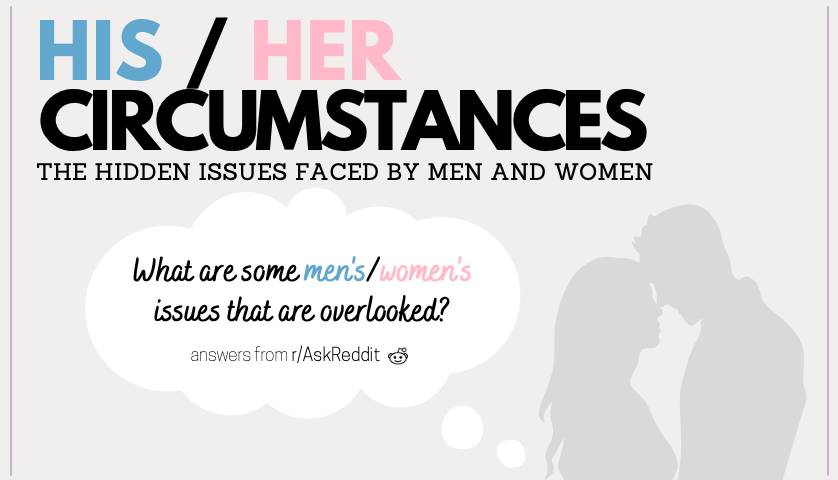 HIS / HER
CIRCUMSTANCES
THE HIDDEN ISSUES FACED BY MEN AND WOMEN
What are some men's/women's
issues that are overlooked?
answers from r/AskReddit